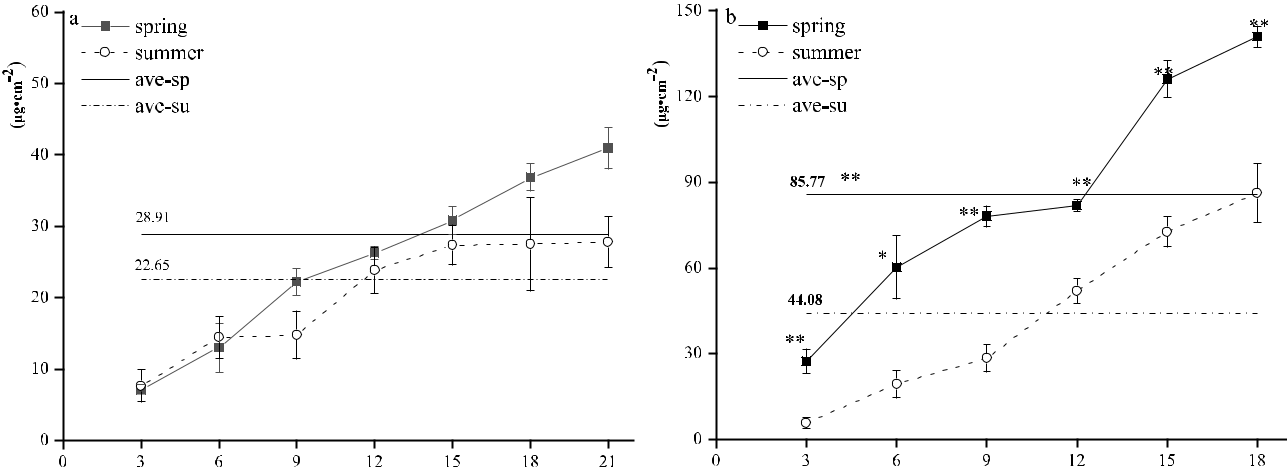 a
spring
summer
ave-sp
ave-su
(μg•cm⁻²)
60
50
40
30
20
10
0
28.91
22.65
0 3 6 9 12 15 18 21
b
spring
summer
ave-sp
ave-su
(μg•cm⁻²)
150
120
90
60
30
0
85.77 **
44.08
**
*
**
**
**
**
0 3 6 9 12 15 18